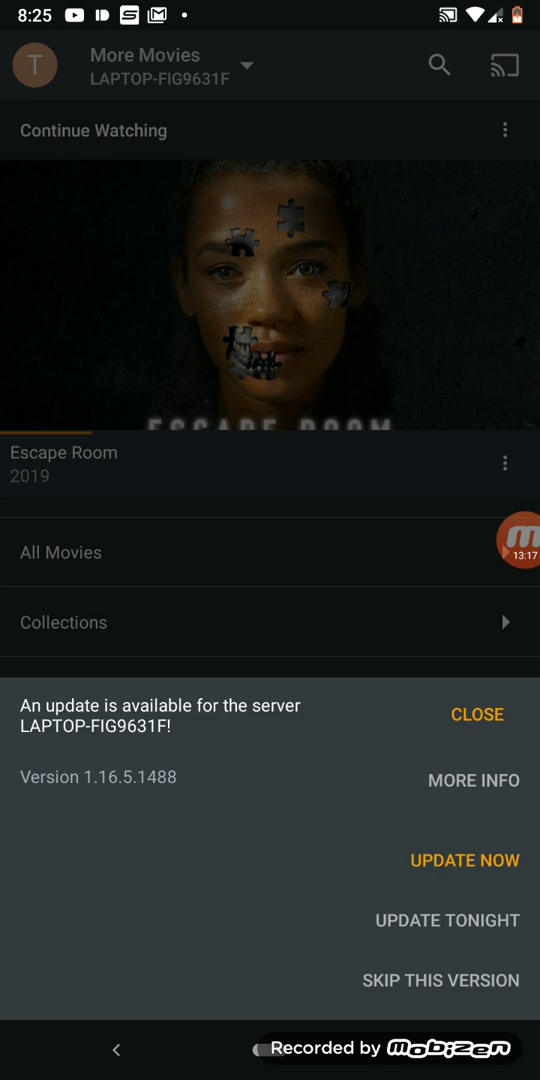 8:25
T
More Movies
LAPTOP-FIG9631F
Continue Watching
ESCAPE ROOM
Escape Room
2019
13:17
All Movies
Collections
An update is available for the server
LAPTOP-FIG9631F!
CLOSE
Version 1.16.5.1488
MORE INFO
UPDATE NOW
UPDATE TONIGHT
SKIP THIS VERSION
Recorded by mobizen